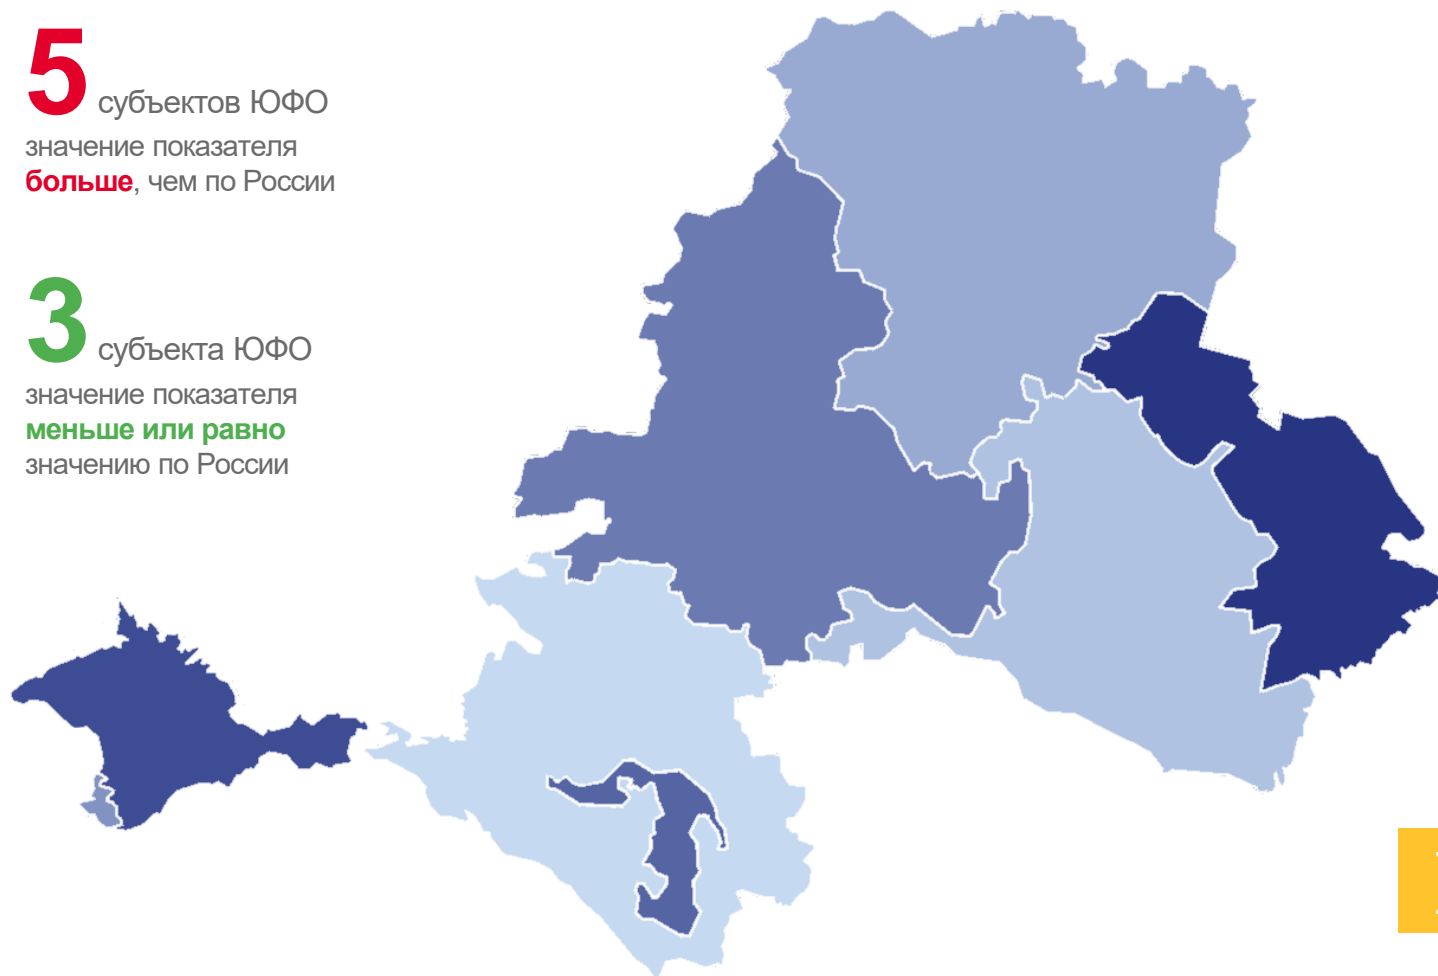 5 субъектов ЮФО
значение показателя
больше, чем по России
3 субъекта ЮФО
значение показателя
меньше или равно
значению по России